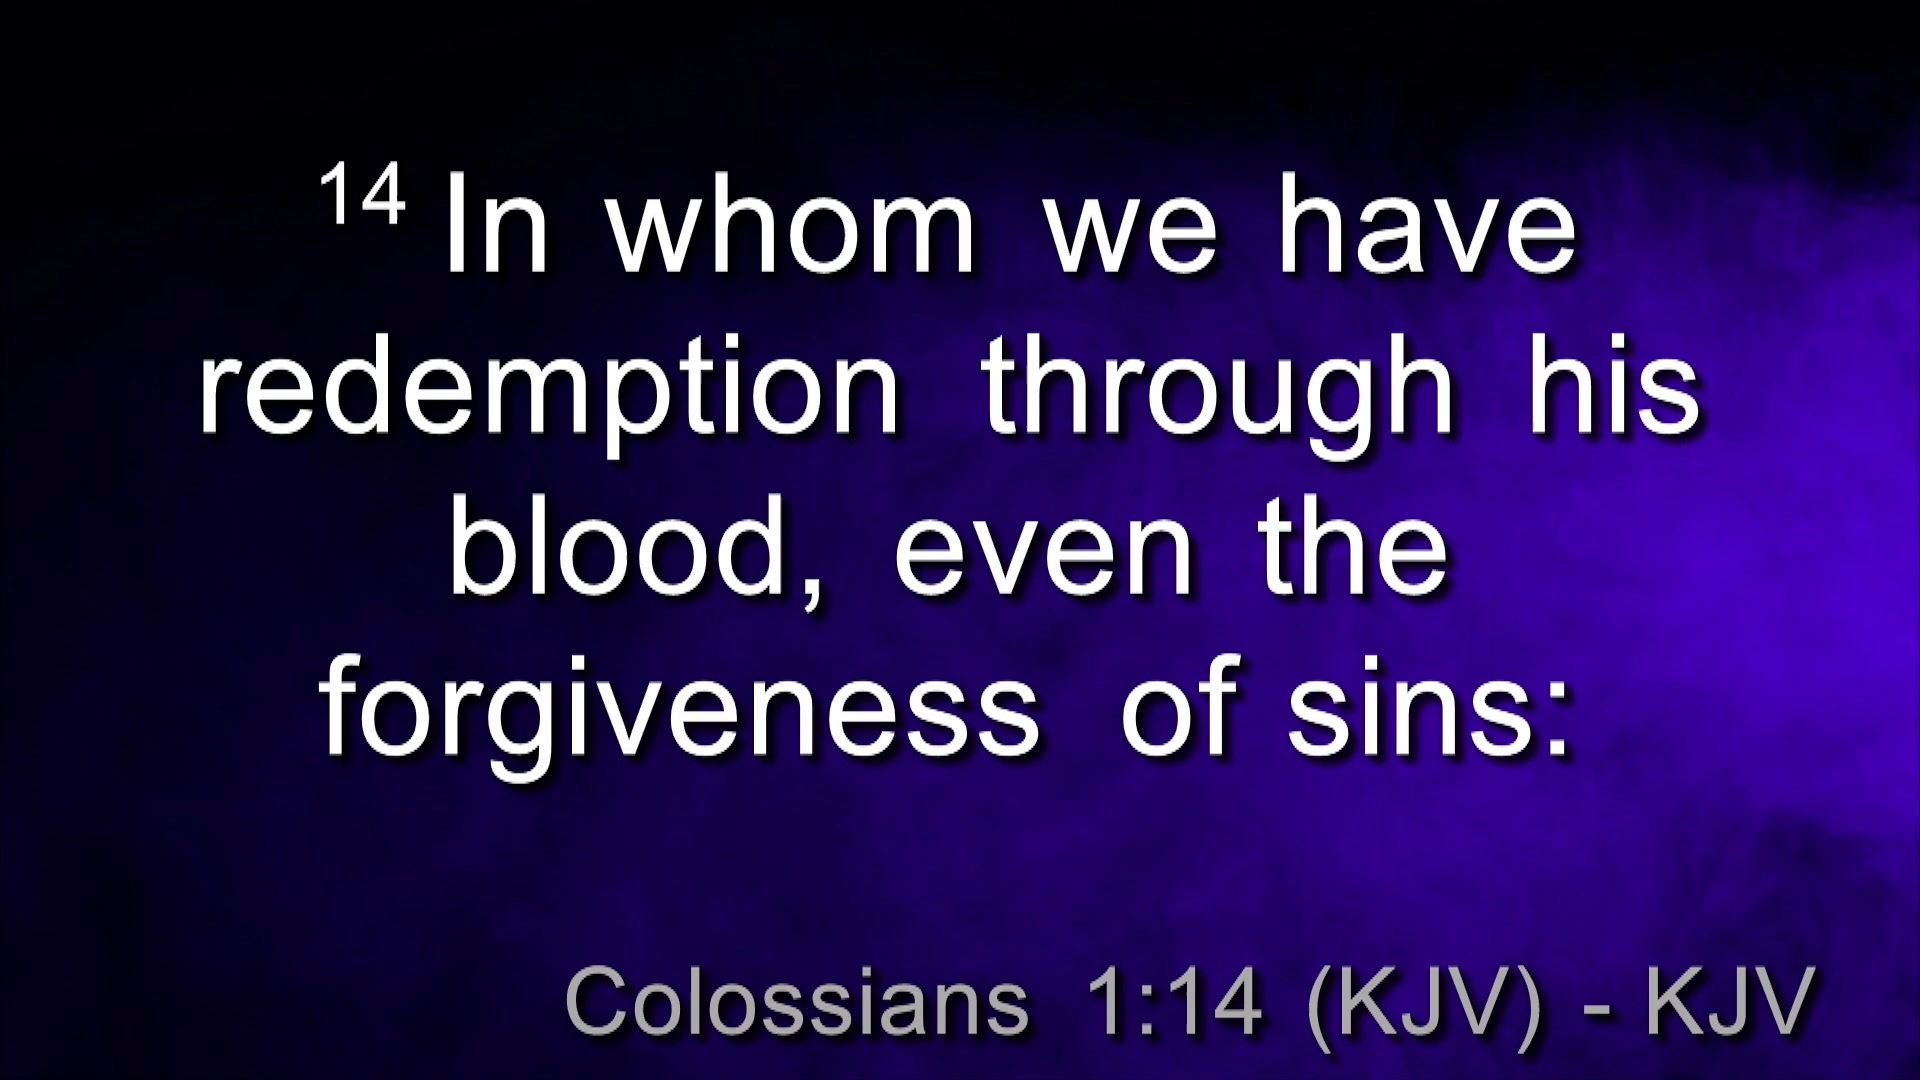 14 In whom we have
redemption through his
blood, even the
forgiveness of sins:
Colossians 1:14 (KJV) - KJV